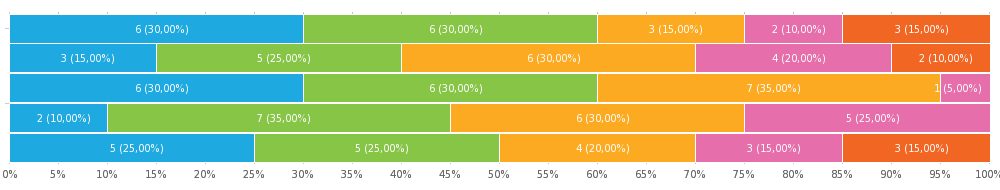 6 (30,00%) 6 (30,00%) 3 (15,00%) 2 (10,00%) 3 (15,00%)
3 (15,00%) 5 (25,00%) 6 (30,00%) 4 (20,00%) 2 (10,00%)
6 (30,00%) 6 (30,00%) 7 (35,00%) 1 (5,00%)
2 (10,00%) 7 (35,00%) 6 (30,00%) 5 (25,00%)
5 (25,00%) 5 (25,00%) 4 (20,00%) 3 (15,00%) 3 (15,00%)
0% 5% 10% 15% 20% 25% 30% 35% 40% 45% 50% 55% 60% 65% 70% 75% 80% 85% 90% 95% 100%